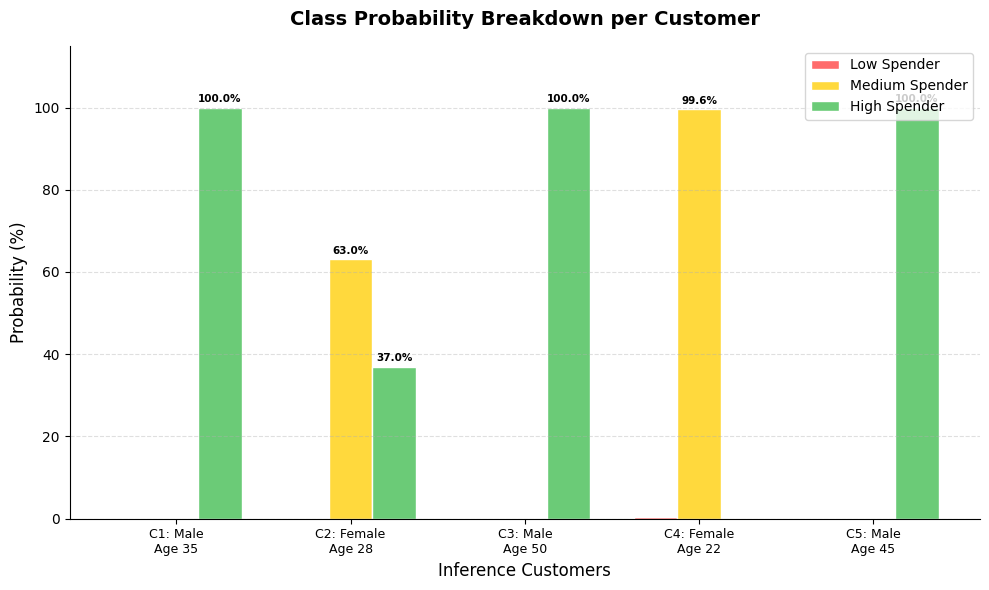 Class Probability Breakdown per Customer
Low Spender
Medium Spender
High Spender
100.0%
100.0%
99.6%
100.0%
63.0%
37.0%
100
80
60
40
20
0
Probability (%)
C1: Male
Age 35
C2: Female
Age 28
C3: Male
Age 50
C4: Female
Age 22
C5: Male
Age 45
Inference Customers